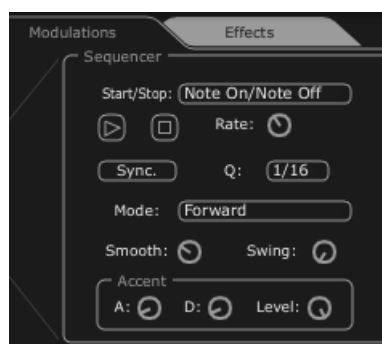 Modulations Effects
Sequencer
Start/Stop: Note On/Note Off
Rate:
Sync. Q: 1/16
Mode: Forward
Smooth: Swing:
Accent
A: D: Level: